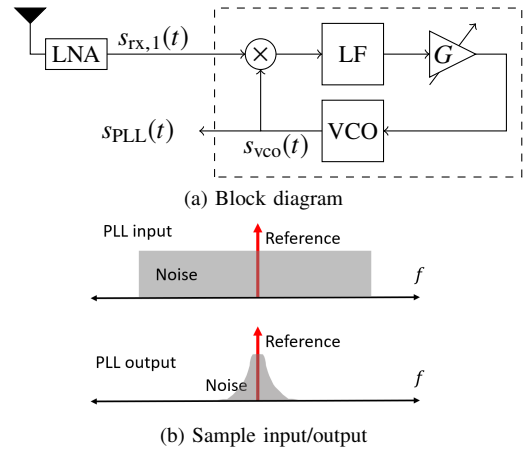 LNA
s_rx,1(t)
×
LF
G
s_PLL(t)
s_vco(t)
VCO
(a) Block diagram
PLL input
Reference
Noise
f
Reference
PLL output
Noise
f
(b) Sample input/output